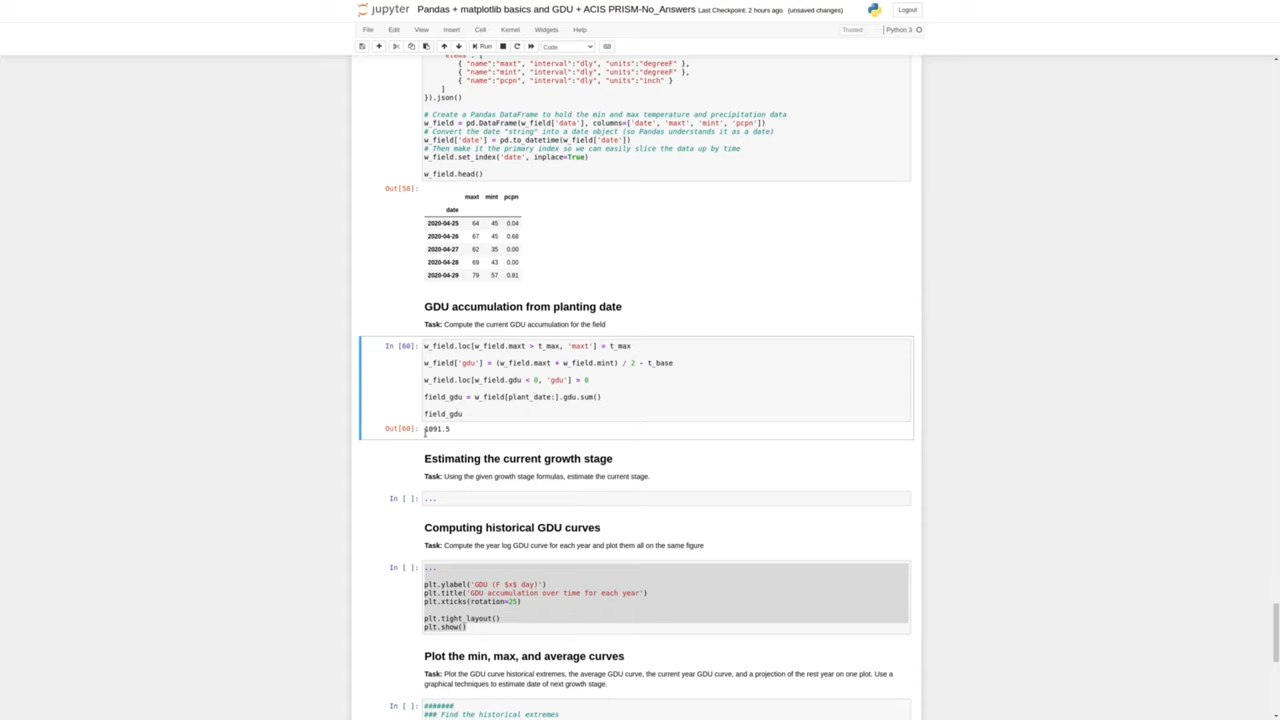 jupyter Pandas + matplotlib basics and GDU + ACIS PRISM-No_Answers Last Checkpoint: 2 hours ago (unsaved changes) Logout
File Edit View Insert Cell Kernel Widgets Help Trusted Python 3
Run Code
{ "name":"maxt", "interval":"dly", "units":"degreeF" },
{ "name":"mint", "interval":"dly", "units":"degreeF" },
{ "name":"pcpn", "interval":"dly", "units":"inch" }
]
}).json()
# Create a Pandas DataFrame to hold the min and max temperature and precipitation data
w_field = pd.DataFrame(w_field['data'], columns=['date', 'maxt', 'mint', 'pcpn'])
# Convert the date "string" into a date object (so Pandas understands it as a date)
w_field['date'] = pd.to_datetime(w_field['date'])
# Then make it the primary index so we can easily slice the data up by time
w_field.set_index('date', inplace=True)
w_field.head()
Out[58]:
maxt mint pcpn
date
2020-04-25 64 45 0.04
2020-04-26 67 45 0.68
2020-04-27 62 35 0.00
2020-04-28 69 43 0.00
2020-04-29 79 57 0.81
GDU accumulation from planting date
Task: Compute the current GDU accumulation for the field
In [60]: w_field.loc[w_field.maxt > t_max, 'maxt'] = t_max
w_field['gdu'] = (w_field.maxt + w_field.mint) / 2 - t_base
w_field.loc[w_field.gdu < 0, 'gdu'] = 0
field_gdu = w_field[plant_date:].gdu.sum()
field_gdu
Out[60]: 1091.5
Estimating the current growth stage
Task: Using the given growth stage formulas, estimate the current stage.
In [ ]: ...
Computing historical GDU curves
Task: Compute the year log GDU curve for each year and plot them all on the same figure
In [ ]: ...
plt.ylabel('GDU (F $x$ day)')
plt.title('GDU accumulation over time for each year')
plt.xticks(rotation=25)
plt.tight_layout()
plt.show()
Plot the min, max, and average curves
Task: Plot the GDU curve historical extremes, the average GDU curve, the current year GDU curve, and a projection of the rest year on one plot. Use a
graphical techniques to estimate date of next growth stage.
In [ ]: #######
### Find the historical extremes